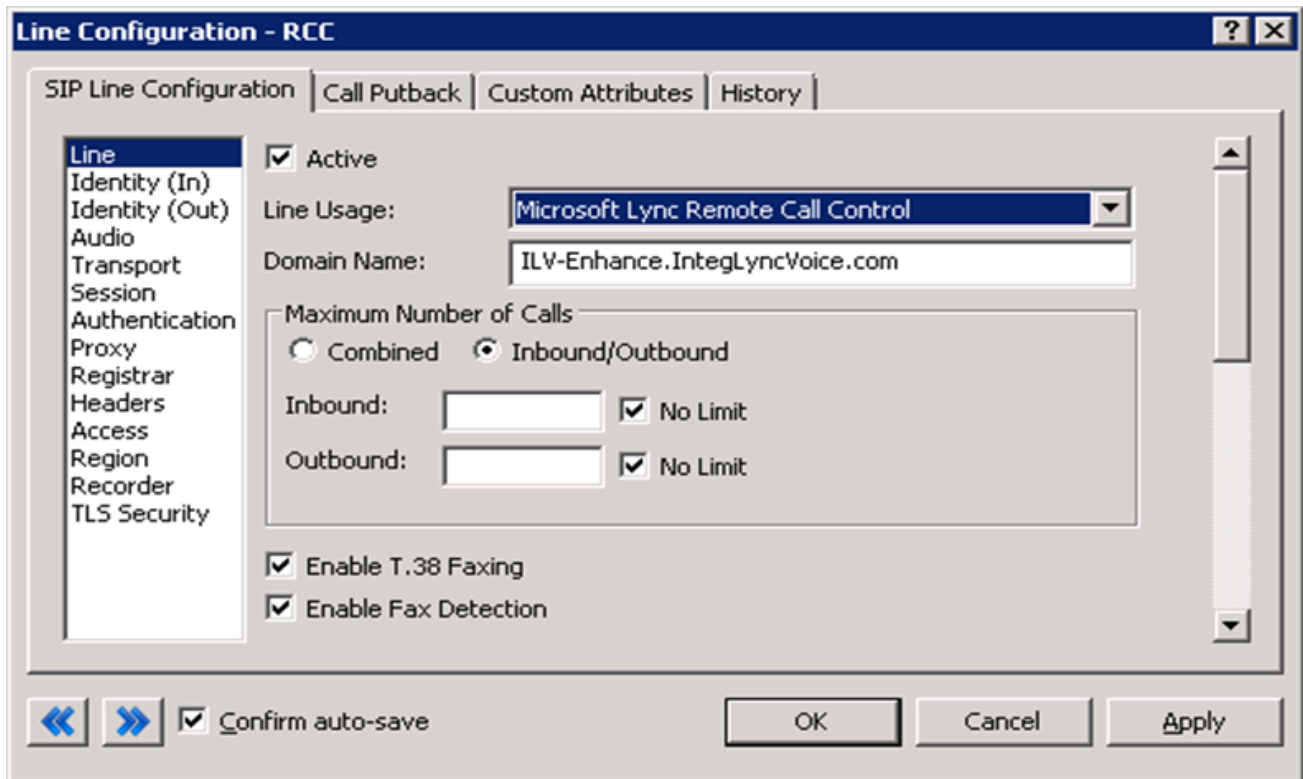 Line Configuration - RCC
SIP Line Configuration
Call Putback
Custom Attributes
History
Line
Identity (In)
Identity (Out)
Audio
Transport
Session
Authentication
Proxy
Registrar
Headers
Access
Region
Recorder
TLS Security
Active
Line Usage: Microsoft Lync Remote Call Control
Domain Name: ILV-Enhance.IntegLyncVoice.com
Maximum Number of Calls
Combined Inbound/Outbound
Inbound: No Limit
Outbound: No Limit
Enable T.38 Faxing
Enable Fax Detection
Confirm auto-save
OK
Cancel
Apply